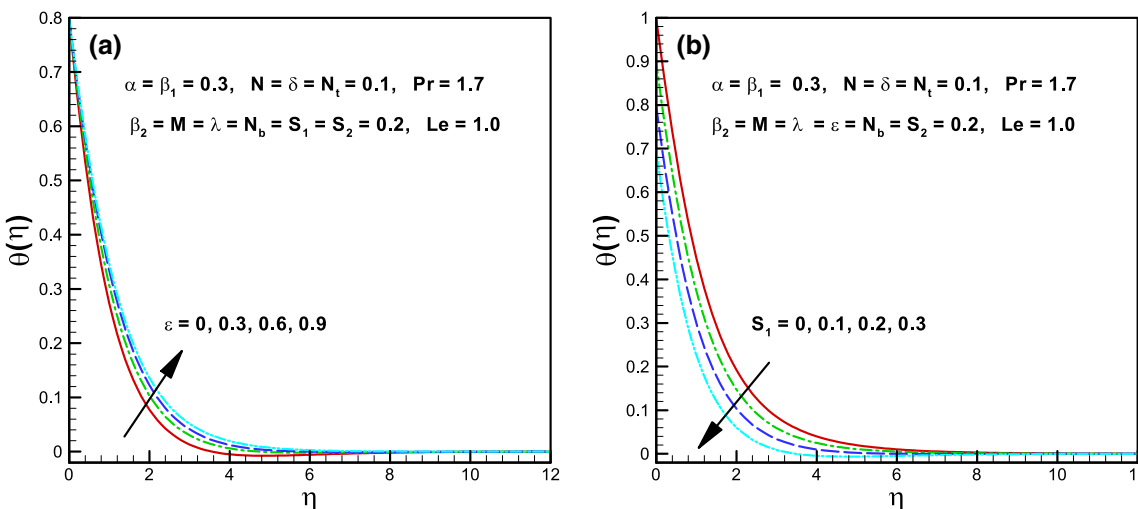 (a)
α = β₁ = 0.3, N = δ = Nₜ = 0.1, Pr = 1.7
β₂ = M = λ = N_b = S₁ = S₂ = 0.2, Le = 1.0
ε = 0, 0.3, 0.6, 0.9
θ(η)
0.8
0.7
0.6
0.5
0.4
0.3
0.2
0.1
0
0 2 4 6 8 10 12
η
(b)
α = β₁ = 0.3, N = δ = Nₜ = 0.1, Pr = 1.7
β₂ = M = λ = ε = N_b = S₂ = 0.2, Le = 1.0
S₁ = 0, 0.1, 0.2, 0.3
θ(η)
1
0.9
0.8
0.7
0.6
0.5
0.4
0.3
0.2
0.1
0
0 2 4 6 8 10
η